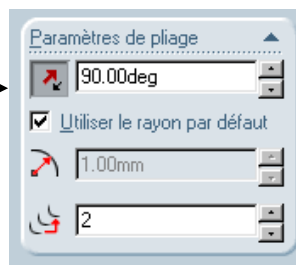 Paramètres de pliage
90.00deg
Utiliser le rayon par défaut
1.00mm
2